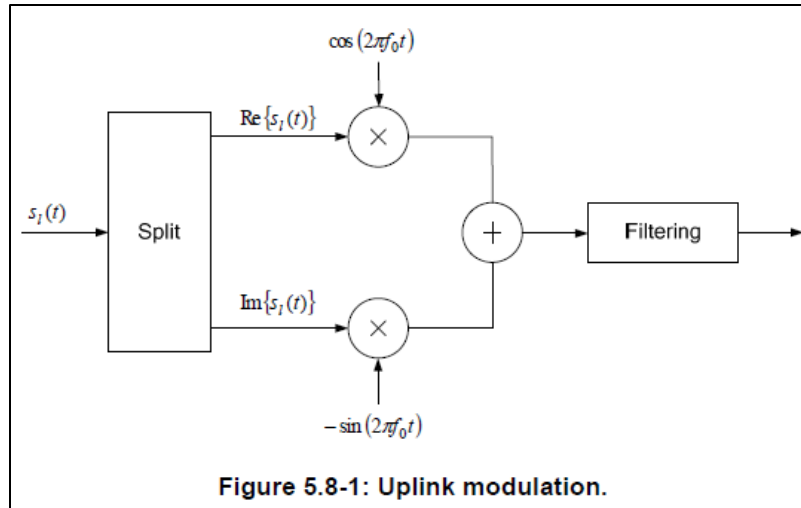 cos(2πf₀t)
Re{s_l(t)}
×
s_l(t)
Split
+
Filtering
Im{s_l(t)}
×
−sin(2πf₀t)
Figure 5.8-1: Uplink modulation.